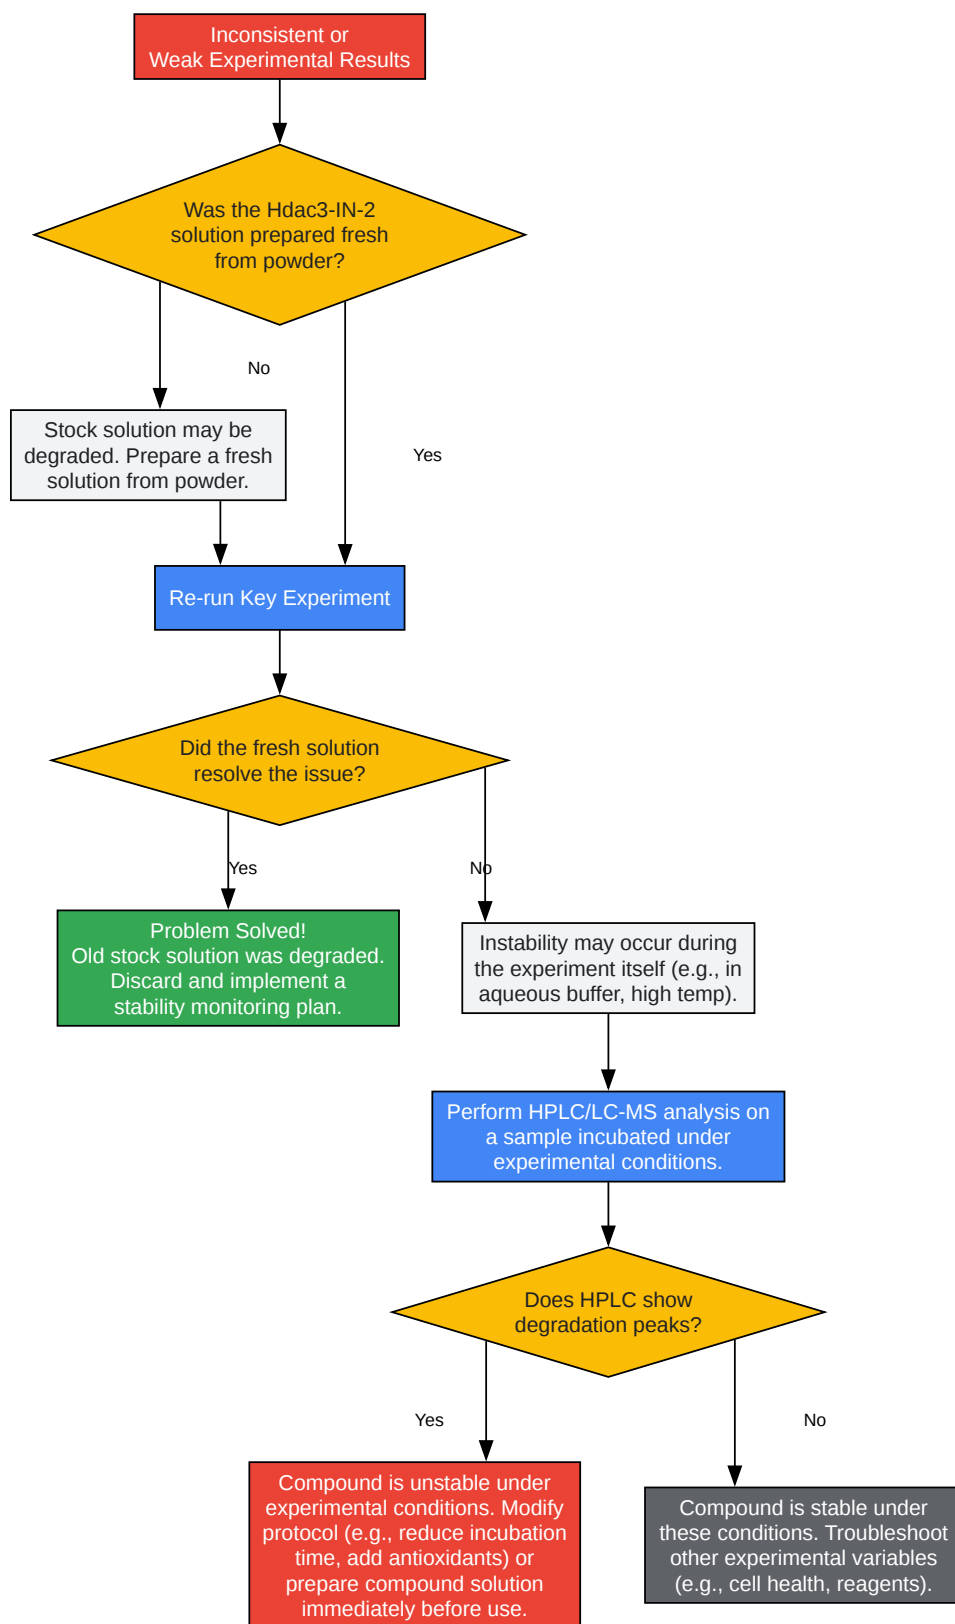 Inconsistent or
Weak Experimental Results
Was the Hdac3-IN-2
solution prepared fresh
from powder?
No
Stock solution may be
degraded. Prepare a fresh
solution from powder.
Yes
Re-run Key Experiment
Did the fresh solution
resolve the issue?
Yes
No
Problem Solved!
Old stock solution was degraded.
Discard and implement a
stability monitoring plan.
Instability may occur during
the experiment itself (e.g., in
aqueous buffer, high temp).
Perform HPLC/LC-MS analysis on
a sample incubated under
experimental conditions.
Does HPLC show
degradation peaks?
Yes
No
Compound is unstable under
experimental conditions. Modify
protocol (e.g., reduce incubation
time, add antioxidants) or
prepare compound solution
immediately before use.
Compound is stable under
these conditions. Troubleshoot
other experimental variables
(e.g., cell health, reagents).